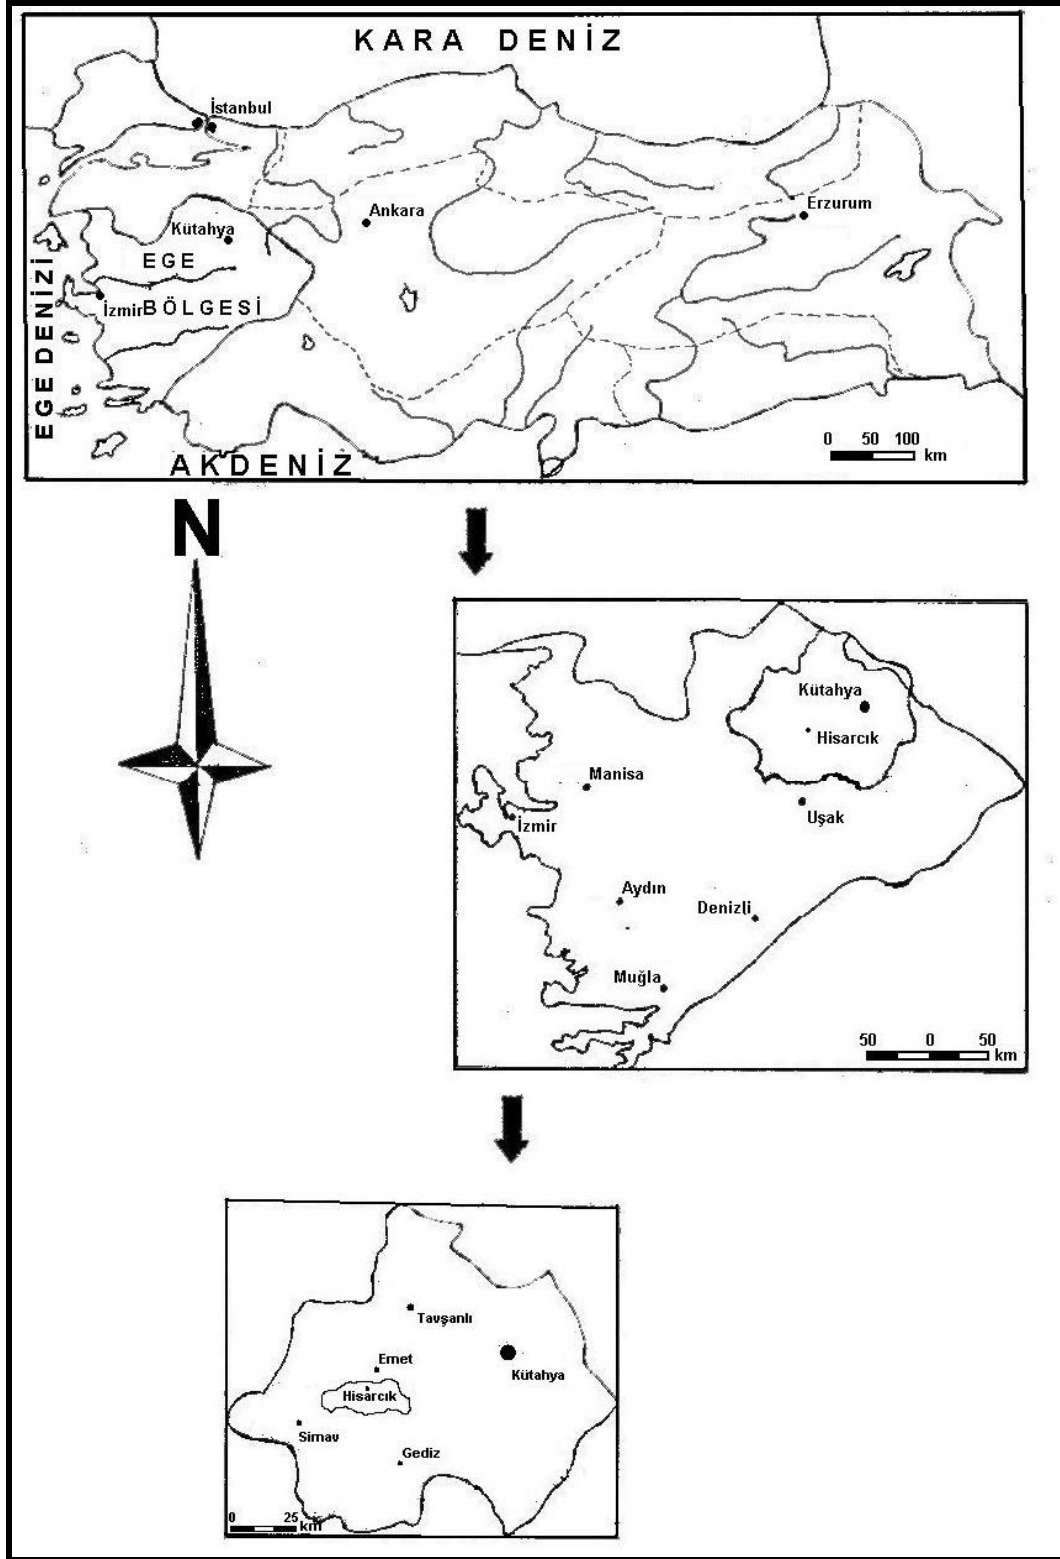 KARA DENİZ
İstanbul
Ankara
Erzurum
Kütahya
EGE
BÖLGESİ
İzmir
EGE DENİZİ
AKDENİZ
0 50 100
km
N
Kütahya
Hisarcık
Manisa
İzmir
Uşak
Aydın
Denizli
Muğla
50 0 50
km
Tavşanlı
Emet
Kütahya
Hisarcık
Simav
Gediz
0 25
km